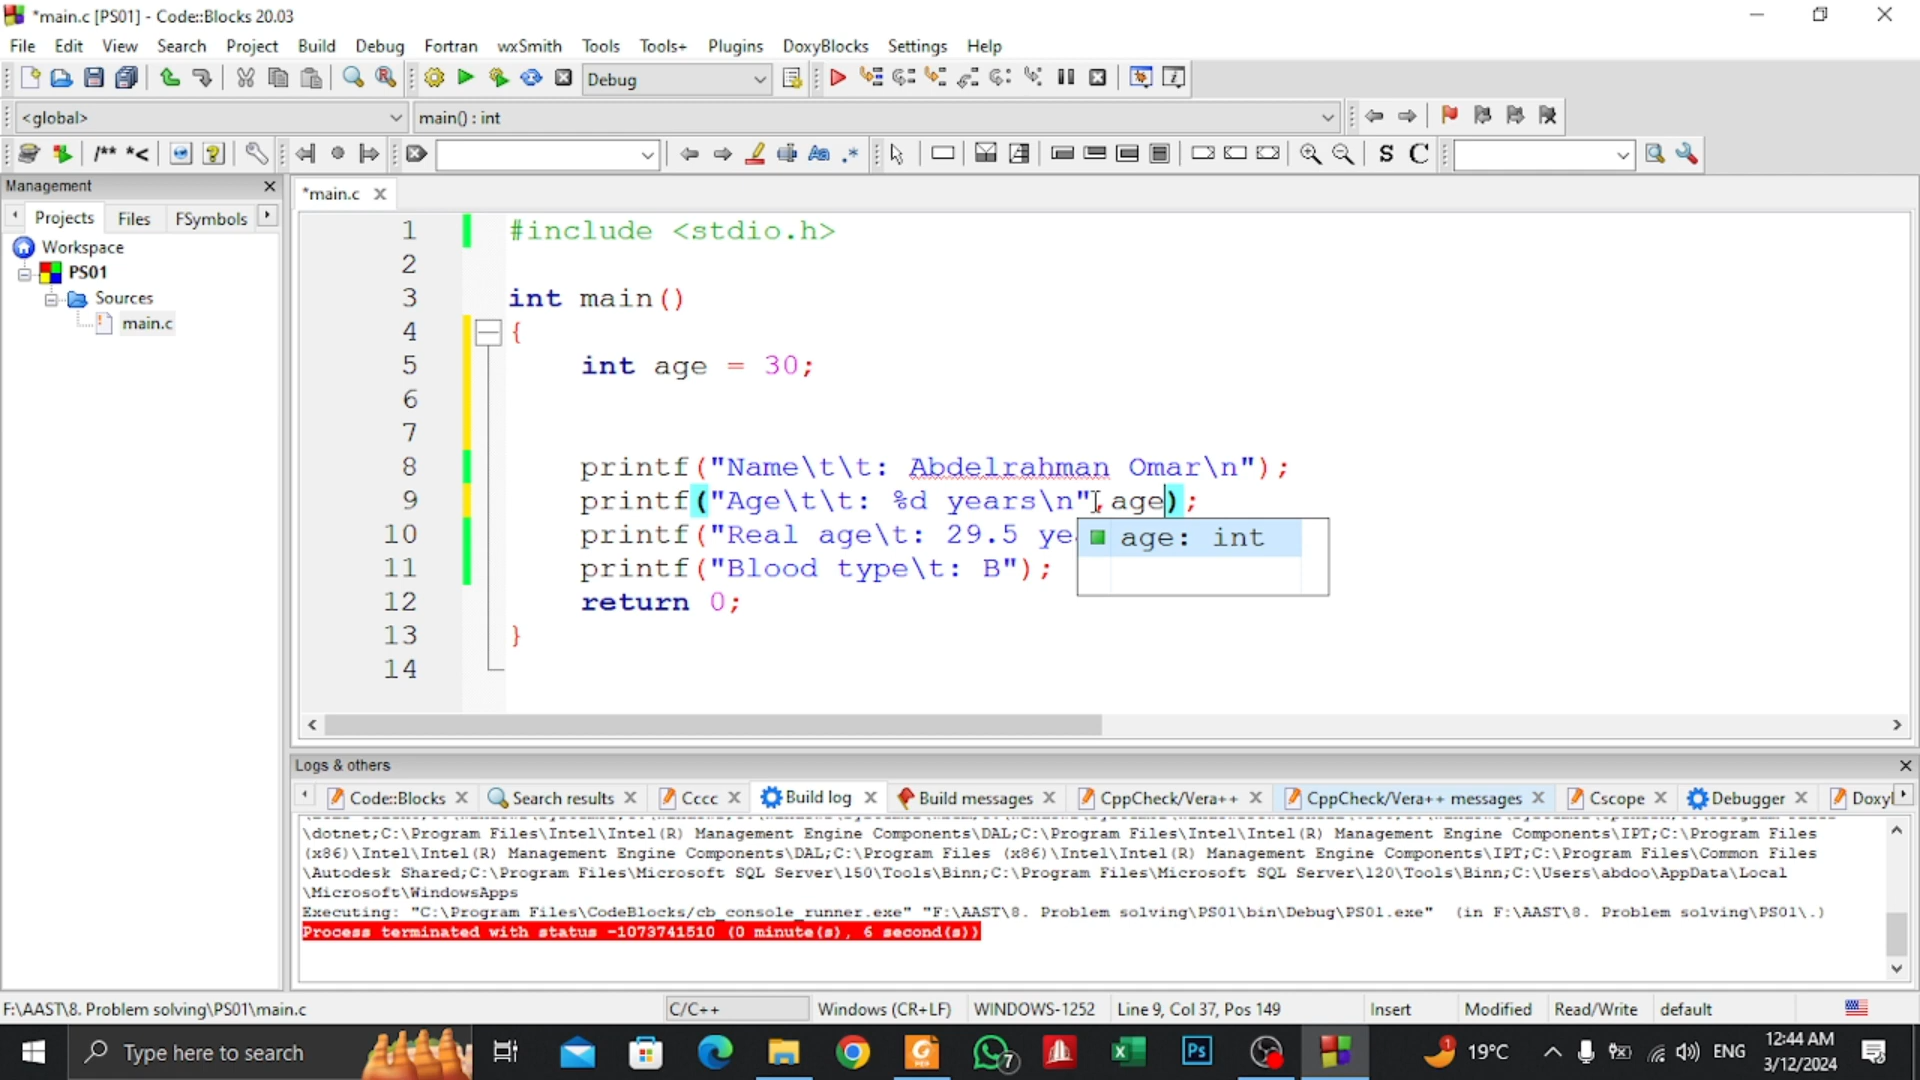 *main.c [PS01] - Code::Blocks 20.03
File Edit View Search Project Build Debug Fortran wxSmith Tools Tools+ Plugins DoxyBlocks Settings Help
Debug
<global> main() : int
/** *< Aa .* S C
Management
Projects Files FSymbols
Workspace
PS01
Sources
main.c
*main.c
1 #include <stdio.h>
2
3 int main()
4 {
5 int age = 30;
6
7
8 printf("Name\t\t: Abdelrahman Omar\n");
9 printf("Age\t\t: %d years\n",age);
10 printf("Real age\t: 29.5 ye
age: int
11 printf("Blood type\t: B");
12 return 0;
13 }
14
Logs & others
Code::Blocks Search results Cccc Build log Build messages CppCheck/Vera++ CppCheck/Vera++ messages Cscope Debugger Doxyl
\dotnet;C:\Program Files\Intel\Intel(R) Management Engine Components\DAL;C:\Program Files\Intel\Intel(R) Management Engine Components\IPT;C:\Program Files
(x86)\Intel\Intel(R) Management Engine Components\DAL;C:\Program Files (x86)\Intel\Intel(R) Management Engine Components\IPT;C:\Program Files\Common Files
\Autodesk Shared;C:\Program Files\Microsoft SQL Server\150\Tools\Binn;C:\Program Files\Microsoft SQL Server\120\Tools\Binn;C:\Users\abdoo\AppData\Local
\Microsoft\WindowsApps
Executing: "C:\Program Files\CodeBlocks/cb_console_runner.exe" "F:\AAST\8. Problem solving\PS01\bin\Debug\PS01.exe" (in F:\AAST\8. Problem solving\PS01\.)
Process terminated with status -1073741510 (0 minute(s), 6 second(s))
F:\AAST\8. Problem solving\PS01\main.c C/C++ Windows (CR+LF) WINDOWS-1252 Line 9, Col 37, Pos 149 Insert Modified Read/Write default
Type here to search 7 Ps 1 19°C ENG
12:44 AM
3/12/2024